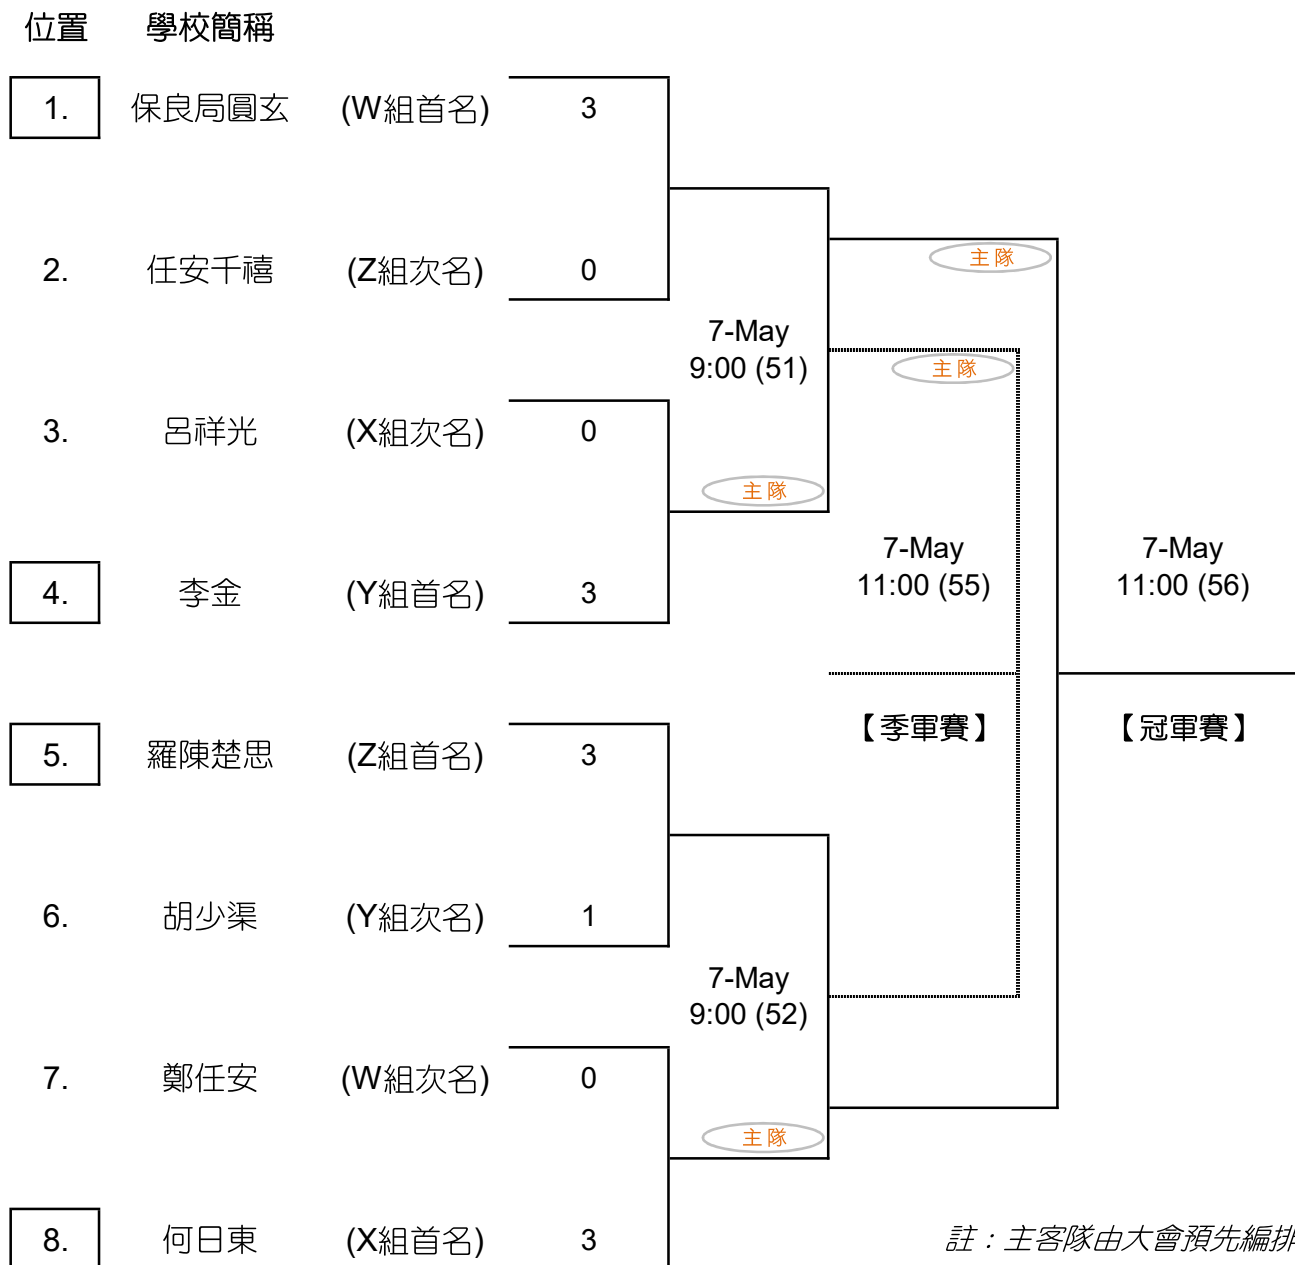 位置 學校簡稱
1. 保良局圓玄 (W組首名) 3
主隊
2. 任安千禧 (Z組次名) 0
7-May
9:00 (51)
主隊
3. 呂祥光 (X組次名) 0
主隊
7-May
11:00 (55)
7-May
11:00 (56)
4. 李金 (Y組首名) 3
【季軍賽】 【冠軍賽】
5. 羅陳楚思 (Z組首名) 3
6. 胡少渠 (Y組次名) 1
7-May
9:00 (52)
7. 鄭任安 (W組次名) 0
主隊
8. 何日東 (X組首名) 3
註：主客隊由大會預先編排